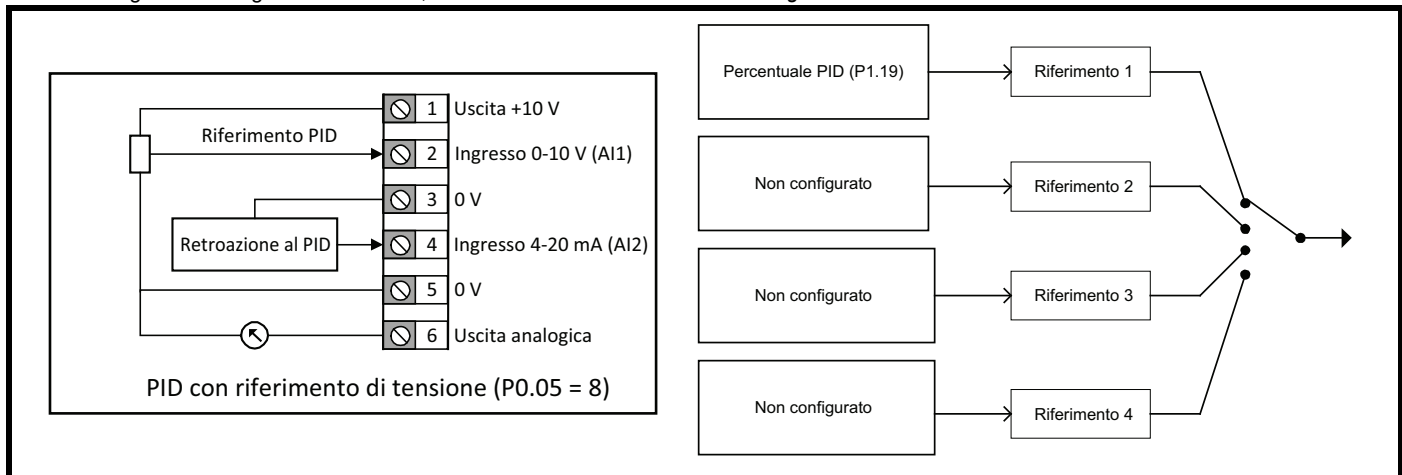 1 Uscita +10 V
Riferimento PID
2 Ingresso 0-10 V (AI1)
3 0 V
Retroazione al PID
4 Ingresso 4-20 mA (AI2)
5 0 V
6 Uscita analogica
PID con riferimento di tensione (P0.05 = 8)
Percentuale PID (P1.19)
Riferimento 1
Non configurato
Riferimento 2
Non configurato
Riferimento 3
Non configurato
Riferimento 4